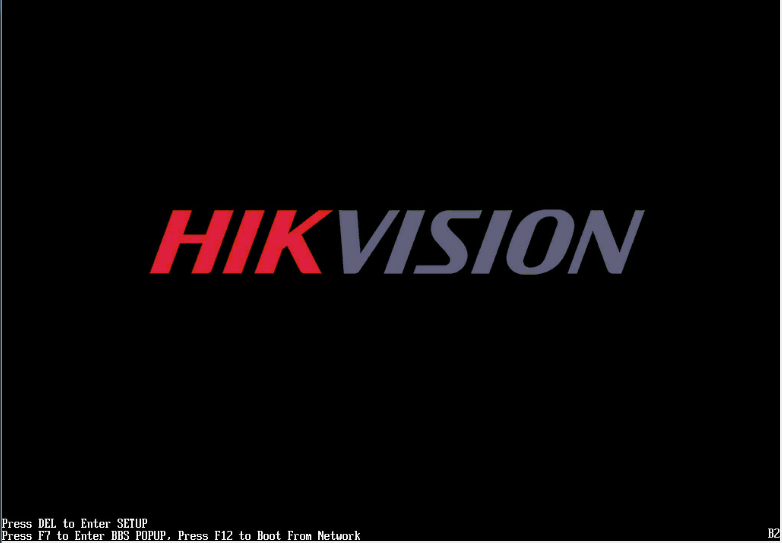 HIKVISION
Press DEL to Enter SETUP
Press F7 to Enter BBS POPUP, Press F12 to Boot From Network
B2